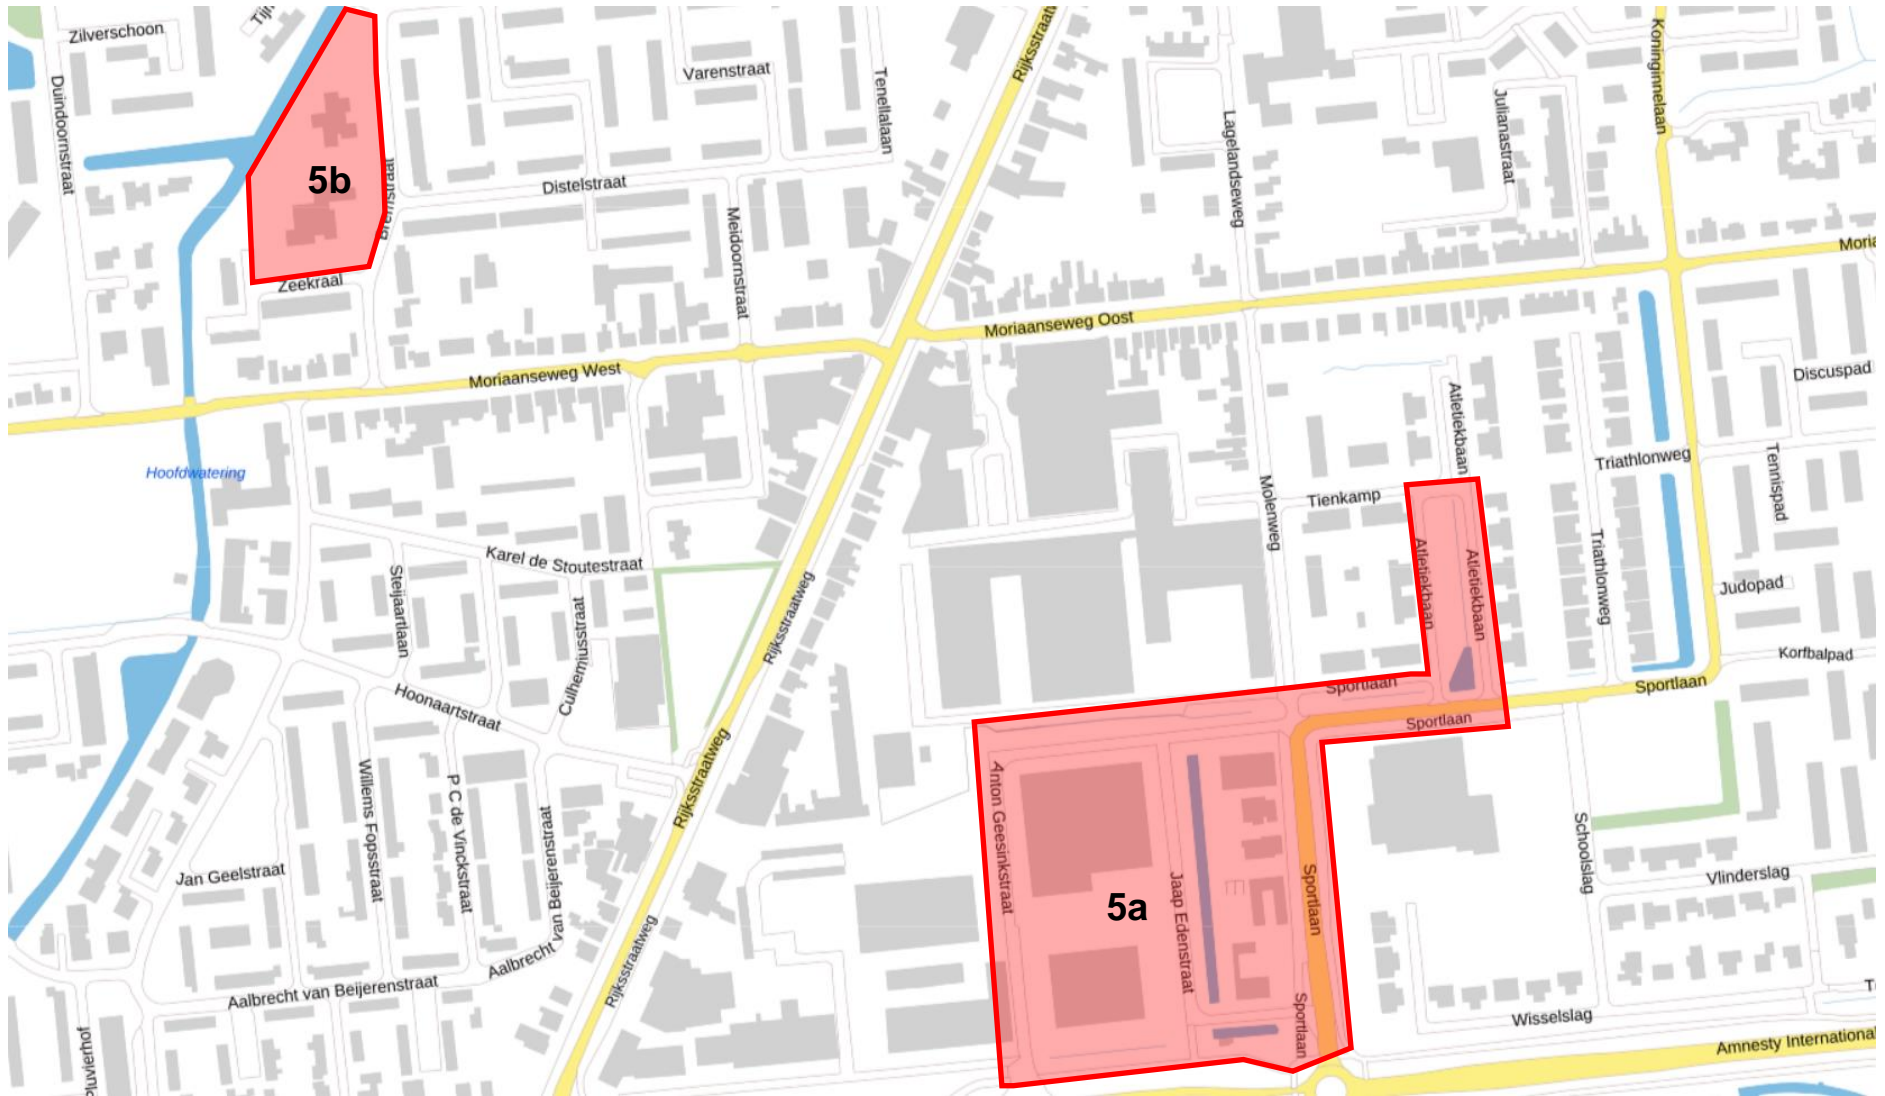 Zilverschoon
Duindoornstraat
Varenstraat
Tenellalaan
Rijksstraatweg
Lagelandseweg
Julianastraat
Koninginnelaan
5b
Distelstraat
Meidoornstraat
Zeekraal
Moriaanseweg Oost
Moriaanseweg West
Hoofdwatering
Atletiekbaan
Discuspad
Triathlonweg
Tennispad
Molenweg
Tienkamp
Karel de Stoutestraat
Steijaartlaan
Culhemiusstraat
Rijksstraatweg
Atletiekbaan
Atletiekbaan
Triathlonweg
Judopad
Korfbalpad
Sportlaan
Sportlaan
Sportlaan
Hoonaartstraat
Rijksstraatweg
Willems Fopsstraat
P C de Vinckstraat
Albrecht van Beijerenstraat
Anton Geesinkstraat
Jaap Edenstraat
5a
Sportlaan
Schoolslag
Vlinderslag
Jan Geelstraat
Rijksstraatweg
Aalbrecht van Beijerenstraat
Aalbrecht
Sportlaan
Wisselslag
Amnesty International